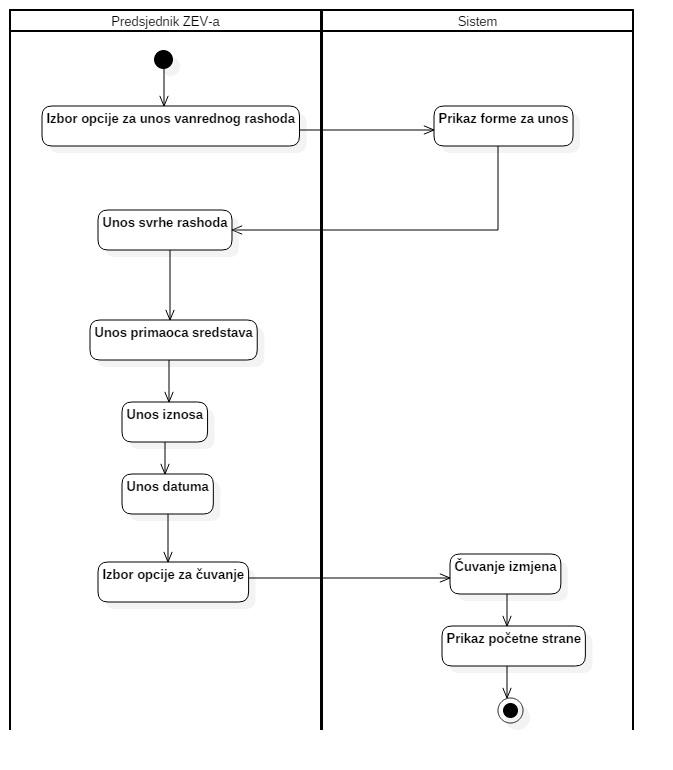 Predsjednik ZEV-a
Sistem
Izbor opcije za unos vanrednog rashoda
Prikaz forme za unos
Unos svrhe rashoda
Unos primaoca sredstava
Unos iznosa
Unos datuma
Izbor opcije za čuvanje
Čuvanje izmjena
Prikaz početne strane